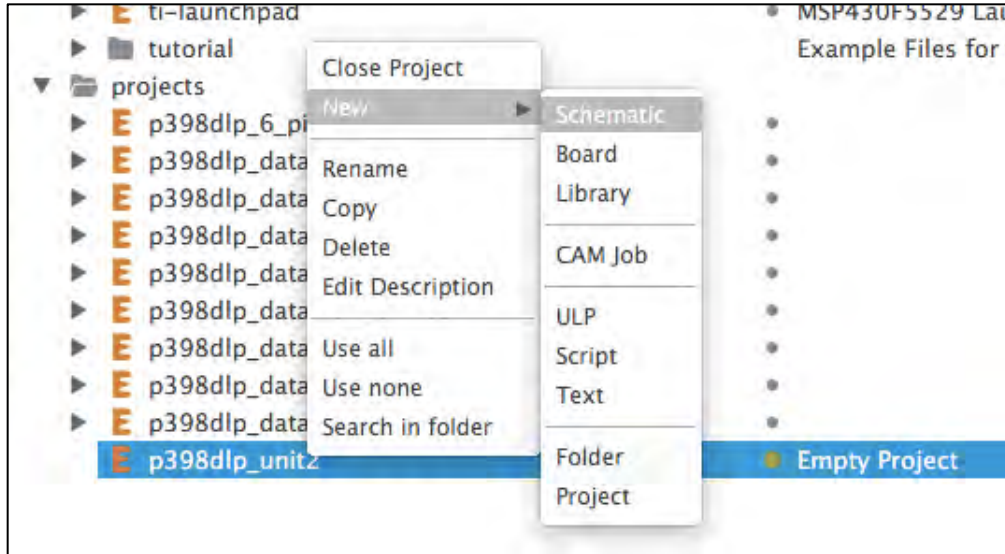 ti-launchpad MSP430F5529 Lau
tutorial Example Files for
projects
p398dlp_6_pi
p398dlp_data
p398dlp_data
p398dlp_data
p398dlp_data
p398dlp_data
p398dlp_data
p398dlp_data
p398dlp_data
p398dlp_unit2 Empty Project
Close Project
New
Rename
Copy
Delete
Edit Description
Use all
Use none
Search in folder
Schematic
Board
Library
CAM Job
ULP
Script
Text
Folder
Project